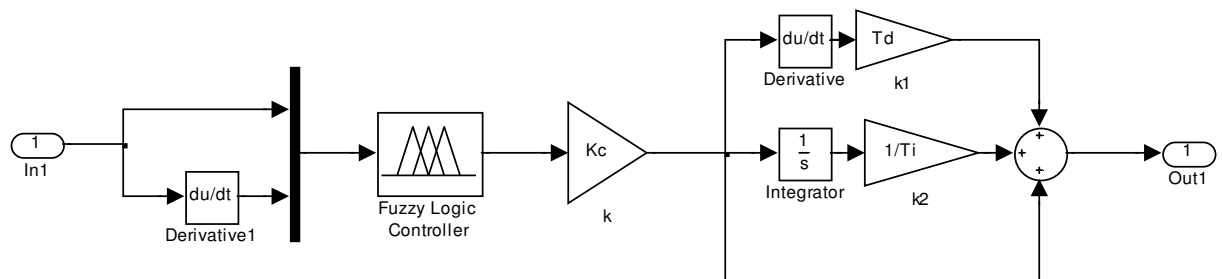 1
In1
du/dt
Derivative1
Fuzzy Logic
Controller
Kc
k
du/dt
Derivative
Td
k1
1
s
Integrator
1/Ti
k2
+
+
+
1
Out1